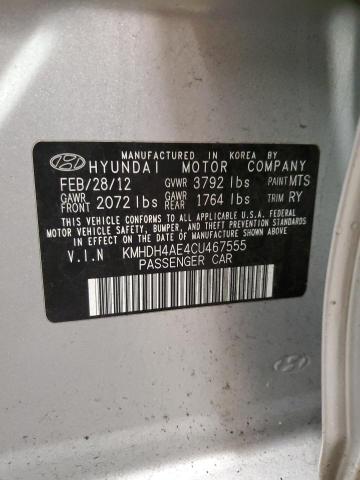 MANUFACTURED IN KOREA BY
HYUNDAI MOTOR COMPANY
FEB/28/12 GVWR 3792 lbs PAINT MTS
GAWR FRONT 2072 lbs GAWR REAR 1764 lbs TRIM RY
THIS VEHICLE CONFORMS TO ALL APPLICABLE U.S.A. FEDERAL
MOTOR VEHICLE SAFETY, BUMPER, AND THEFT PREVENTION
STANDARDS IN EFFECT ON THE DATE OF MANUFACTURE SHOWN ABOVE.
V.I.N KMHDH4AE4CU467555
PASSENGER CAR